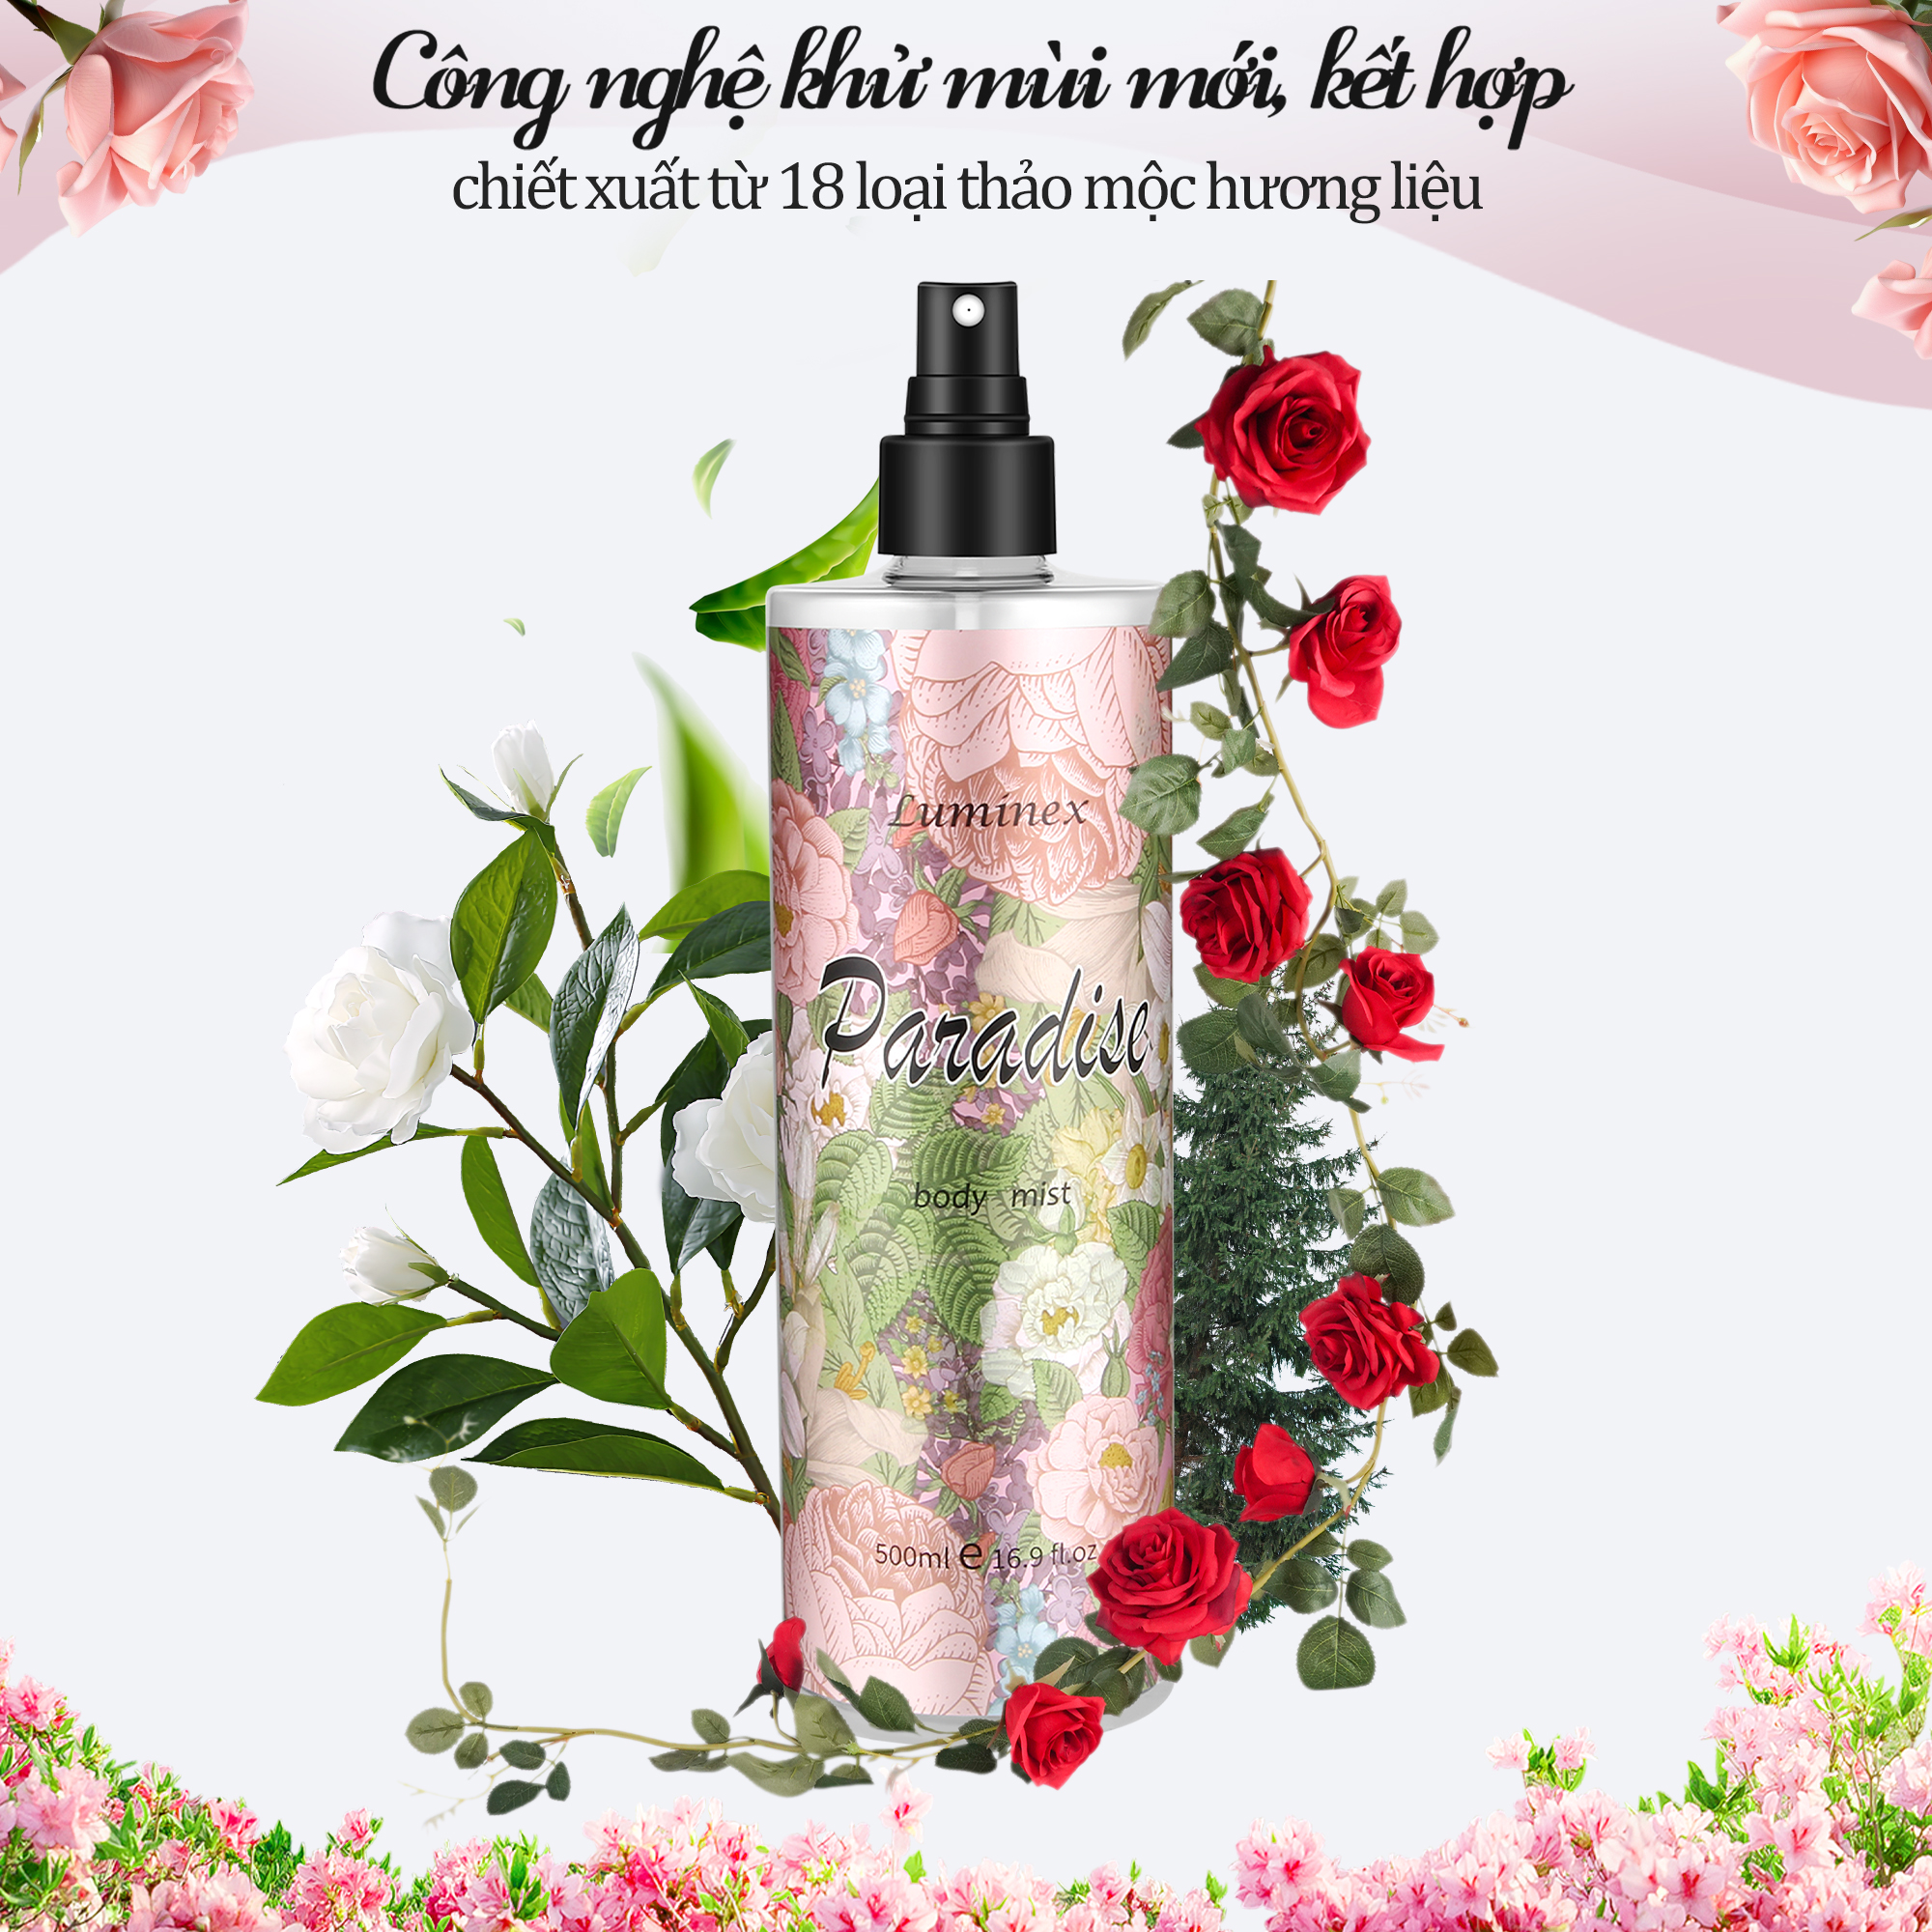 Công nghệ khử mùi mới, kết hợp
chiết xuất từ 18 loại thảo mộc hương liệu
Luminex
Paradise
body mist
500ml e 16.9 fl.oz